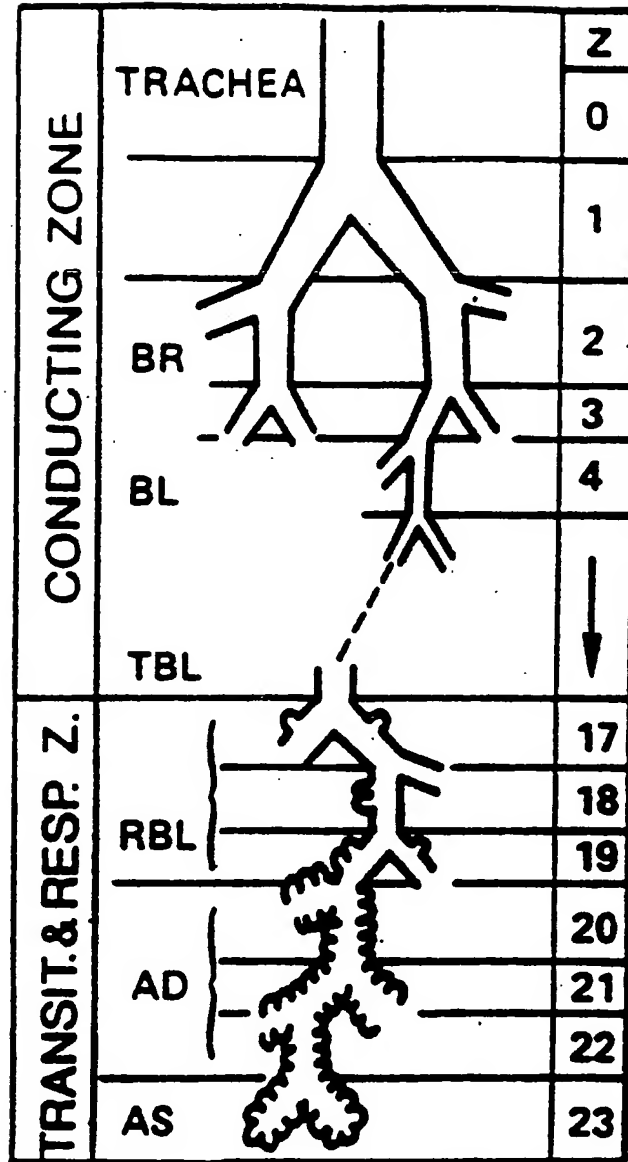 Z
TRACHEA
0
1
BR
2
3
BL
4
TBL
CONDUCTING ZONE
17
18
RBL
19
20
AD
21
22
AS
23
TRANSIT. & RESP. Z.